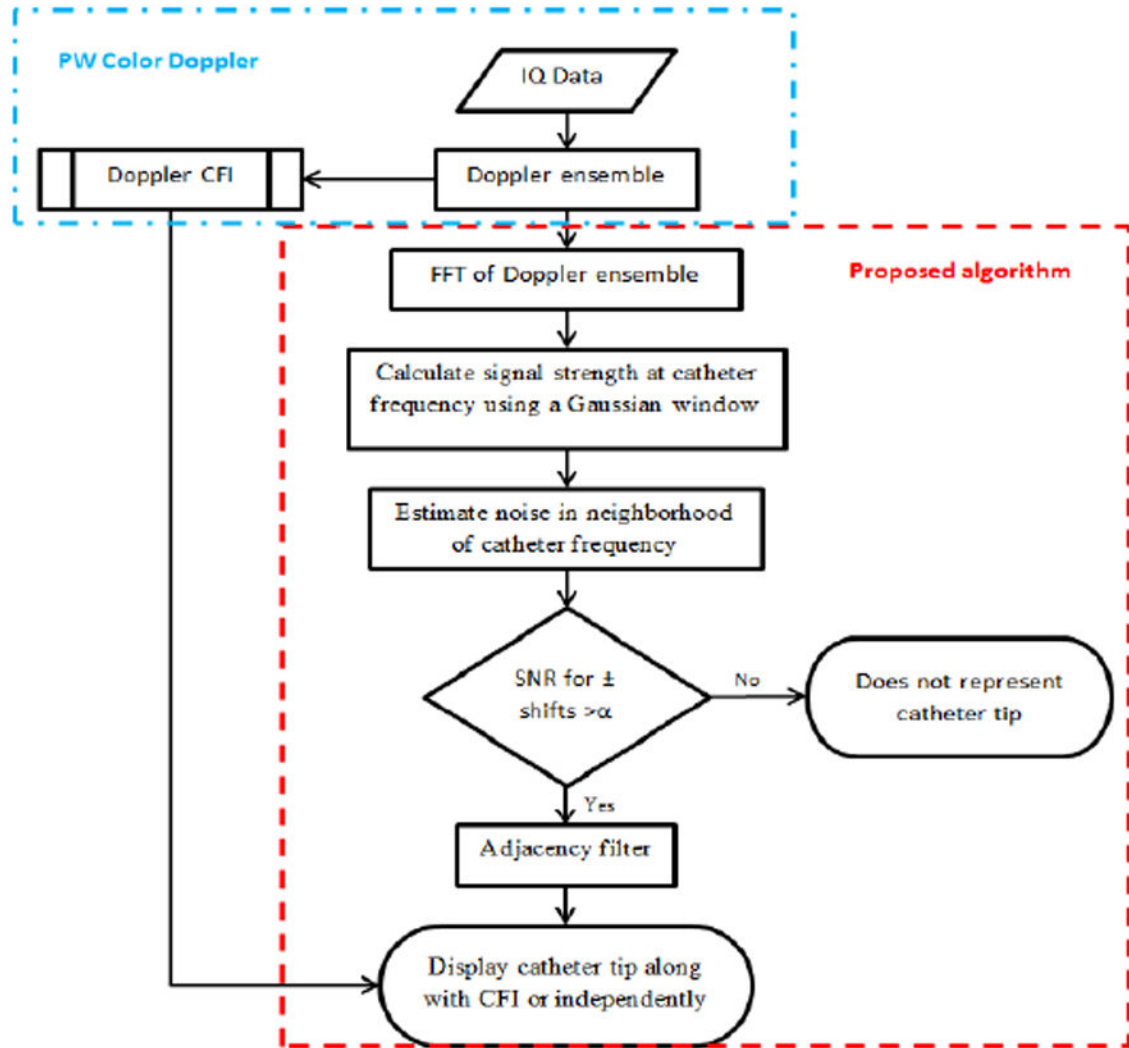 PW Color Doppler
IQ Data
Doppler CFI
Doppler ensemble
FFT of Doppler ensemble
Proposed algorithm
Calculate signal strength at catheter
frequency using a Gaussian window
Estimate noise in neighborhood
of catheter frequency
SNR for ±
shifts >α
No
Does not represent
catheter tip
Yes
Adjacency filter
Display catheter tip along
with CFI or independently